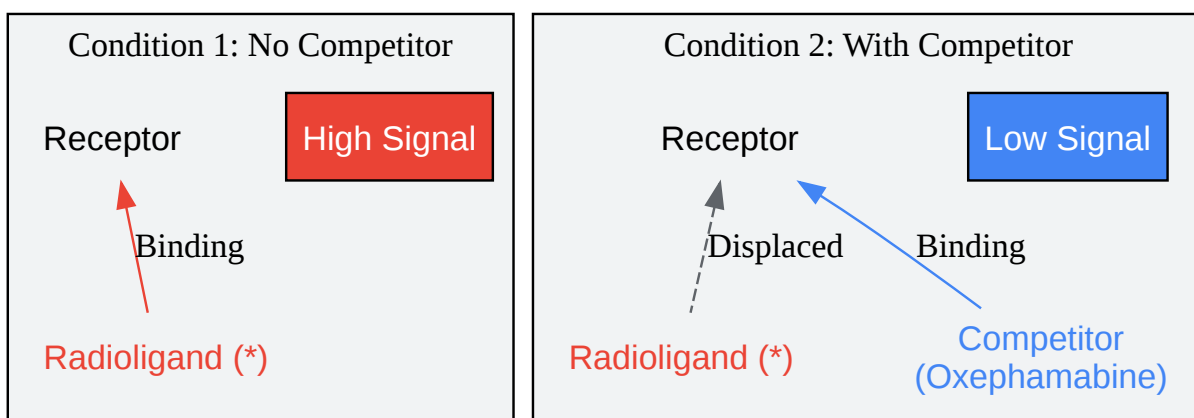 Condition 1: No Competitor
Receptor
High Signal
Binding
Radioligand (*)
Condition 2: With Competitor
Receptor
Low Signal
Displaced
Binding
Radioligand (*)
Competitor
(Oxephamabine)